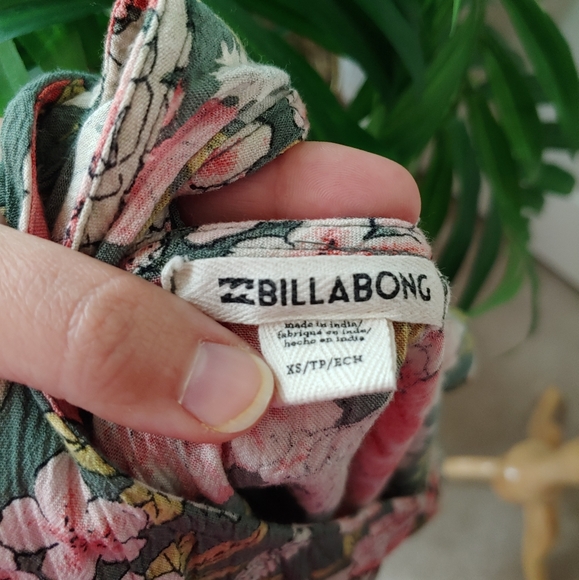 BILLABONG
made in india/
fabriqué en inde/
hecho en india
XS/TP/ECH